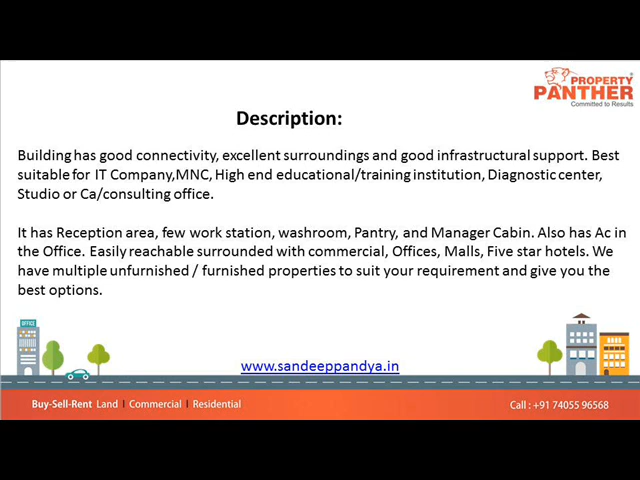 PROPERTY
PANTHER
Committed to Results
Description:
Building has good connectivity, excellent surroundings and good infrastructural support. Best
suitable for IT Company,MNC, High end educational/training institution, Diagnostic center,
Studio or Ca/consulting office.
It has Reception area, few work station, washroom, Pantry, and Manager Cabin. Also has Ac in
the Office. Easily reachable surrounded with commercial, Offices, Malls, Five star hotels. We
have multiple unfurnished / furnished properties to suit your requirement and give you the
best options.
OFFICE
www.sandeeppandya.in
Buy-Sell-Rent Land | Commercial | Residential
Call : +91 74055 96568